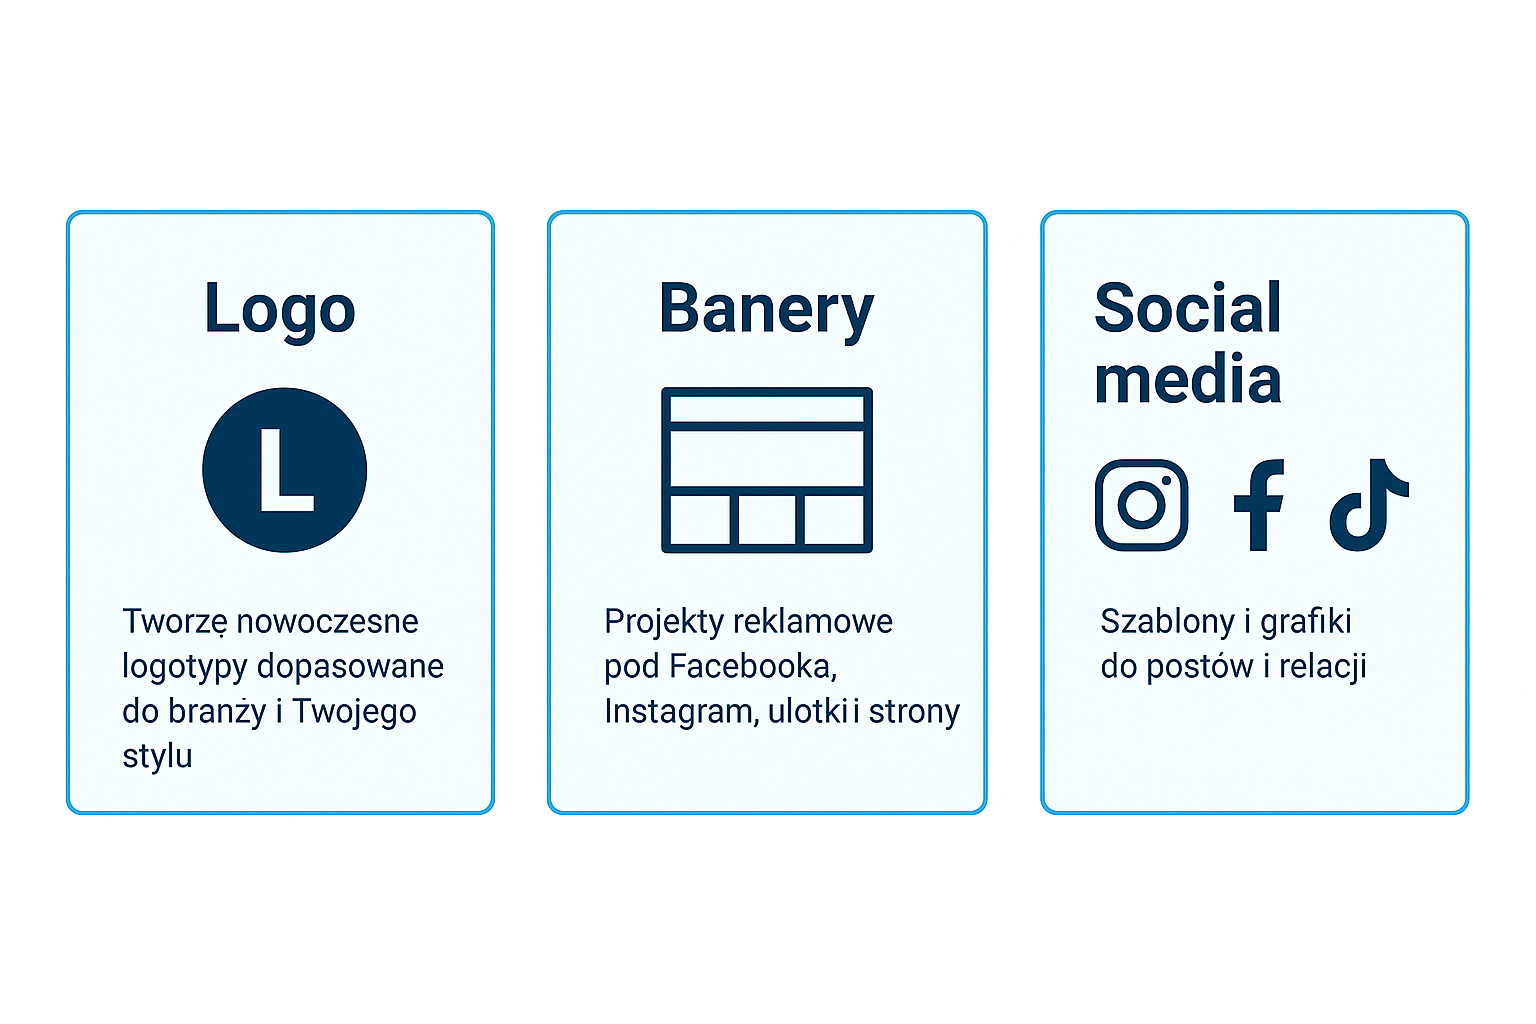 Logo
L
Tworzę nowoczesne
logotypy dopasowane
do branży i Twojego
stylu
Banery
Projekty reklamowe
pod Facebooka,
Instagram, ulotki i strony
Social
media
Szablony i grafiki
do postów i relacji